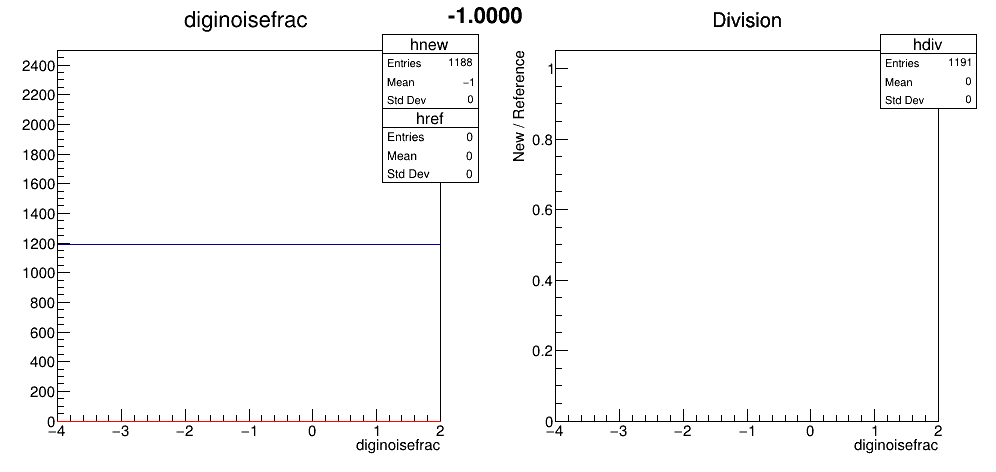 diginoisefrac
-1.0000
Division
hnew
Entries 1188
Mean −1
Std Dev 0
href
Entries 0
Mean 0
Std Dev 0
2400
2200
2000
1800
1600
1400
1200
1000
800
600
400
200
0
−4 −3 −2 −1 0 1 2
diginoisefrac
hdiv
Entries 1191
Mean 0
Std Dev 0
New / Reference
1
0.8
0.6
0.4
0.2
0
−4 −3 −2 −1 0 1 2
diginoisefrac